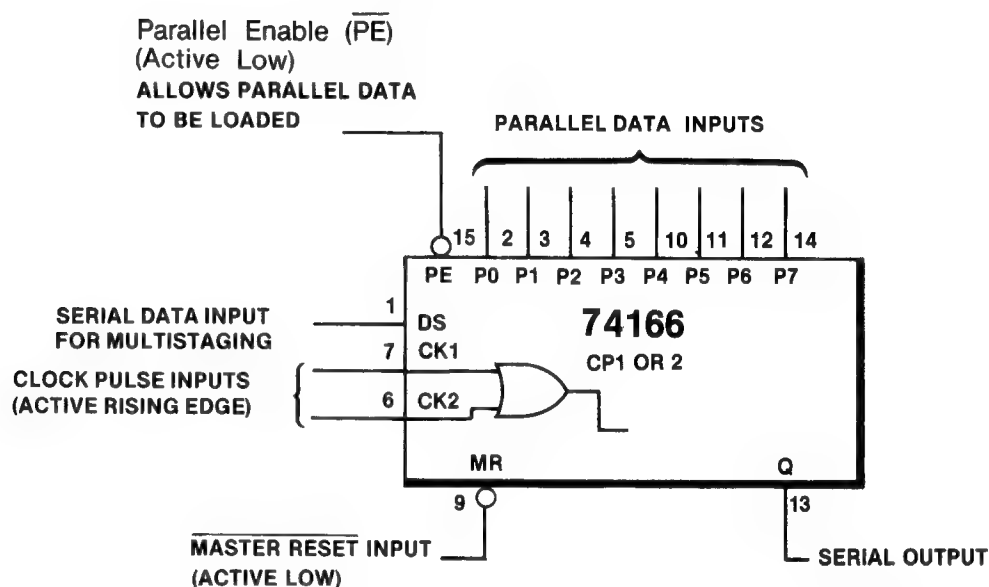 Parallel Enable (PE)
(Active Low)
ALLOWS PARALLEL DATA
TO BE LOADED
PARALLEL DATA INPUTS
15 2 3 4 5 10 11 12 14
PE P0 P1 P2 P3 P4 P5 P6 P7
1
SERIAL DATA INPUT
FOR MULTISTAGING
DS
74166
7 CK1
CP1 OR 2
CLOCK PULSE INPUTS
(ACTIVE RISING EDGE)
6 CK2
MR
Q
9
13
MASTER RESET INPUT
(ACTIVE LOW)
SERIAL OUTPUT